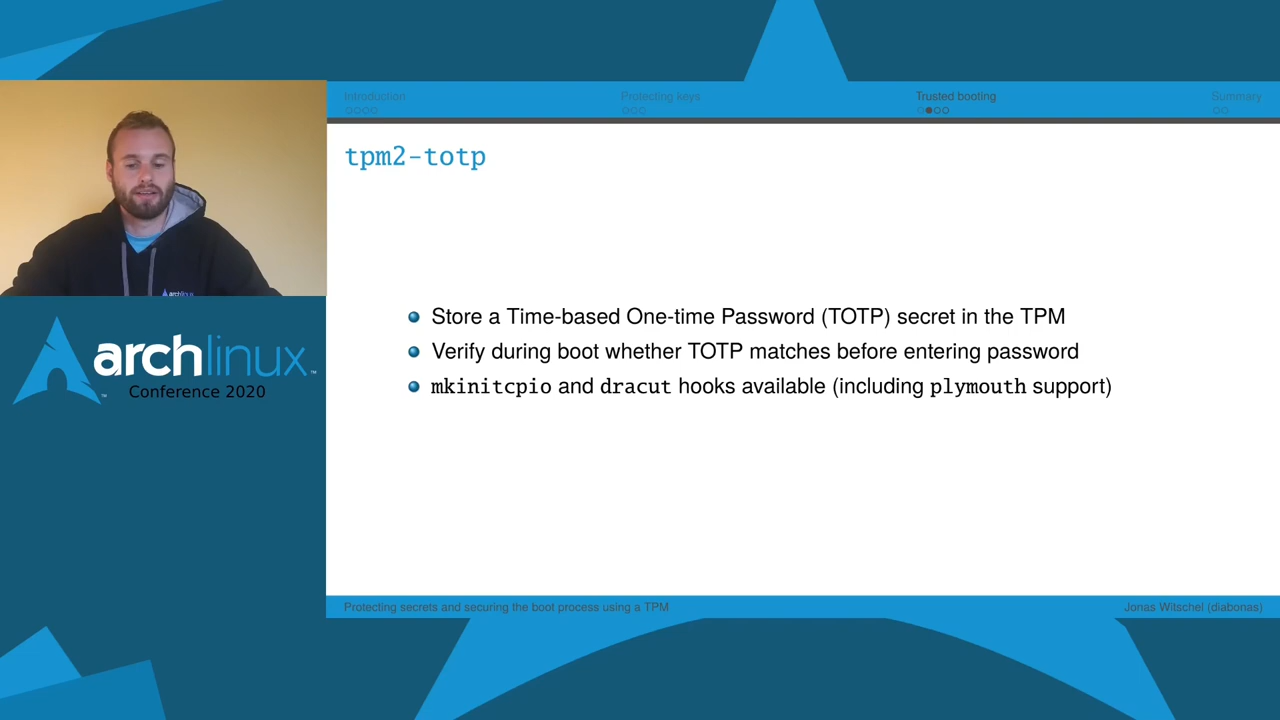 Introduction
Protecting keys
Trusted booting
Summary
tpm2-totp
Store a Time-based One-time Password (TOTP) secret in the TPM
Verify during boot whether TOTP matches before entering password
mkinitcpio and dracut hooks available (including plymouth support)
archlinux™
Conference 2020
Protecting secrets and securing the boot process using a TPM
Jonas Witschel (diabonas)